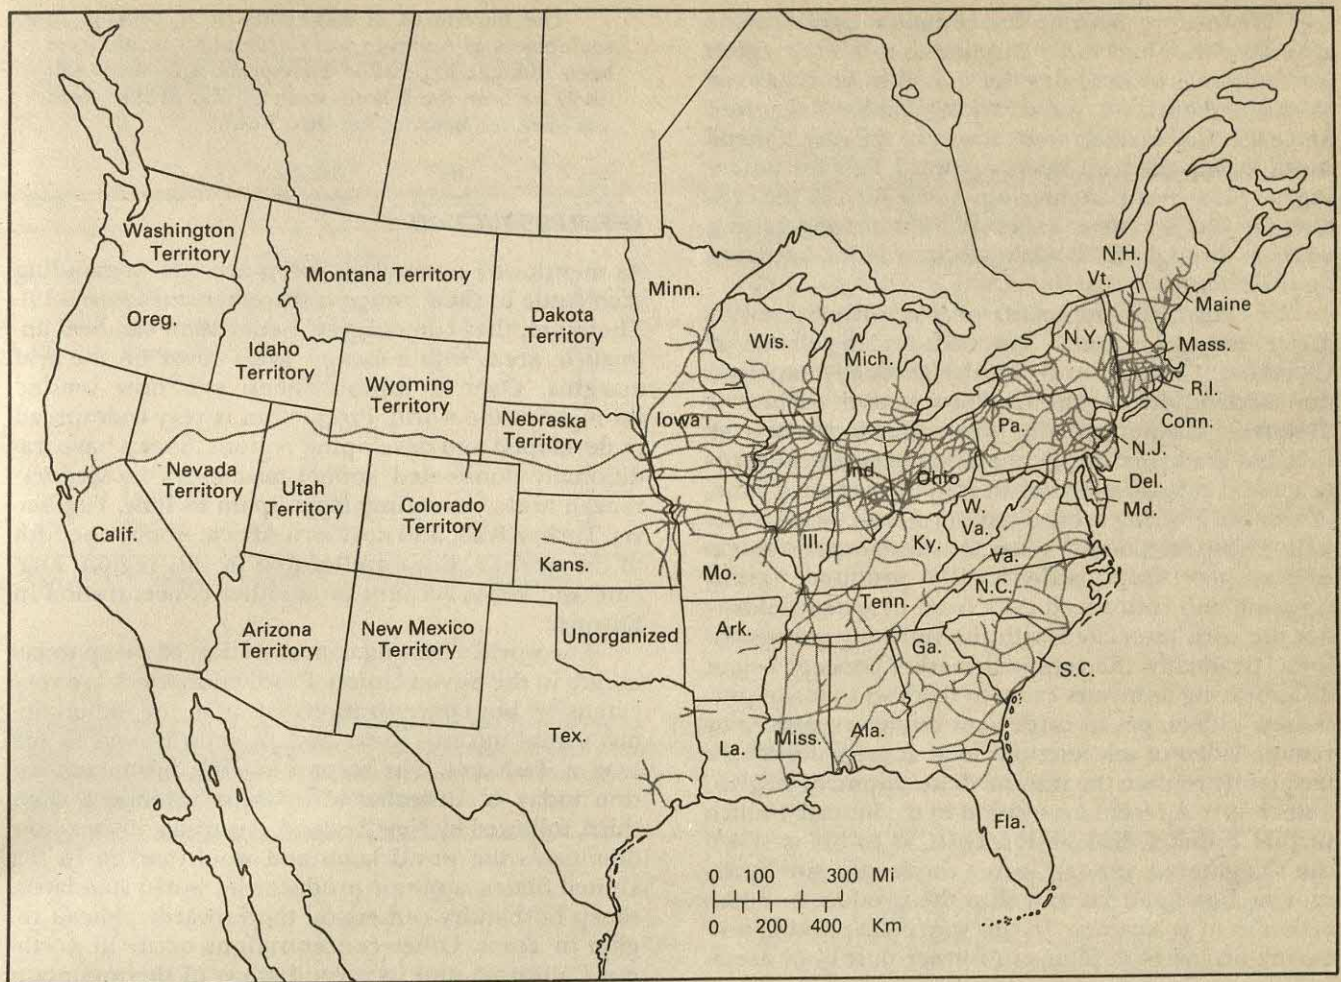 N.H.
Vt.
Washington
Territory
Montana Territory
Minn.
Maine
Oreg.
Dakota
Territory
Wis.
N.Y.
Mass.
Idaho
Territory
Mich.
R.I.
Wyoming
Territory
Nebraska
Territory
Iowa
Pa.
Conn.
N.J.
Nevada
Territory
Utah
Territory
Ind.
Ohio
Del.
Md.
Colorado
Territory
Calif.
Kans.
Ill.
Ky.
W.
Va.
Va.
Mo.
N.C.
Tenn.
Arizona
Territory
New Mexico
Territory
Unorganized
Ark.
Ga.
S.C.
Tex.
La.
Miss.
Ala.
Fla.
0 100 300 Mi
0 200 400 Km